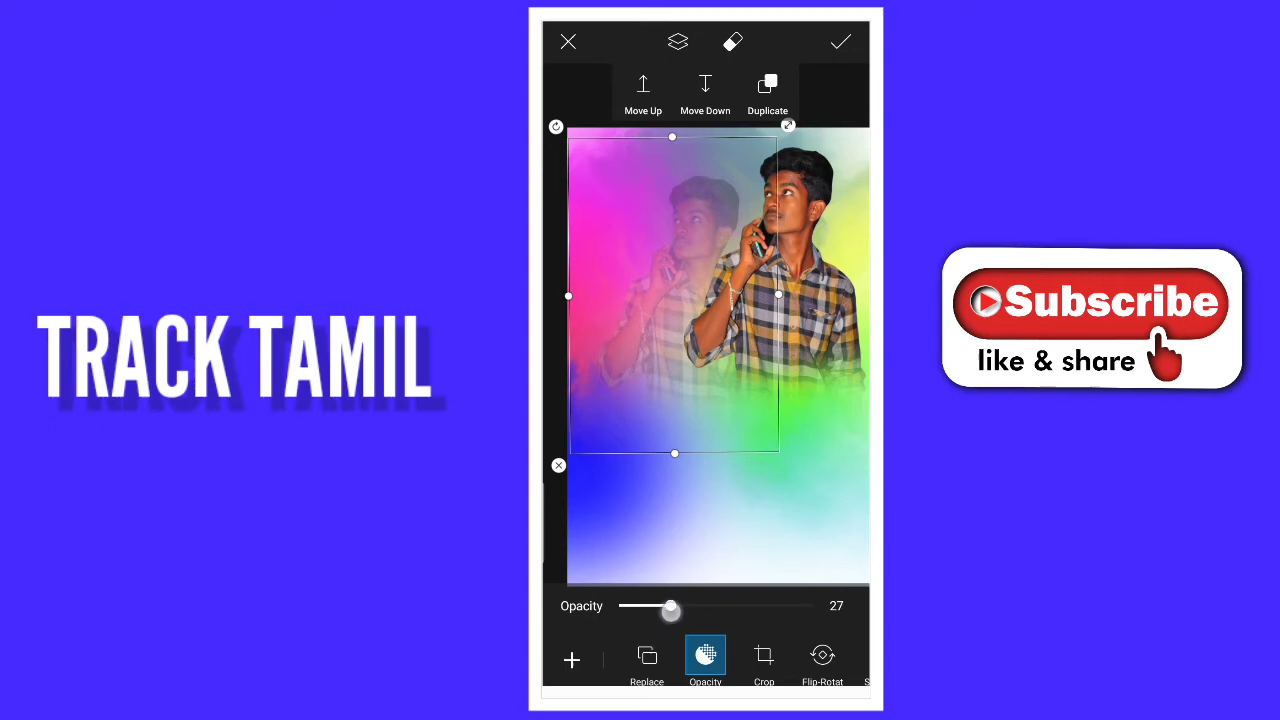 TRACK TAMIL
Move Up
Move Down
Duplicate
Opacity
27
Replace
Opacity
Crop
Flip-Rotat
Subscribe
like & share